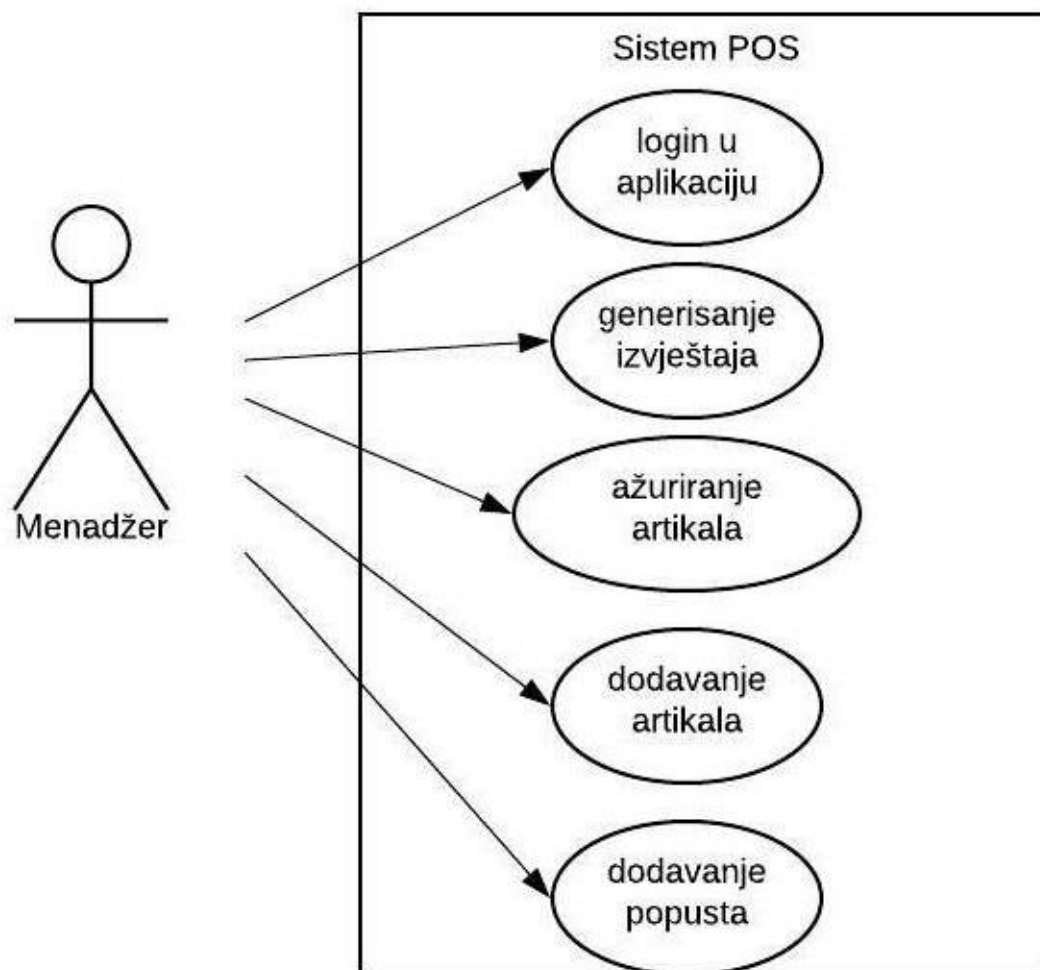 Sistem POS
login u
aplikaciju
generisanje
izvještaja
ažuriranje
artikala
Menadžer
dodavanje
artikala
dodavanje
popusta